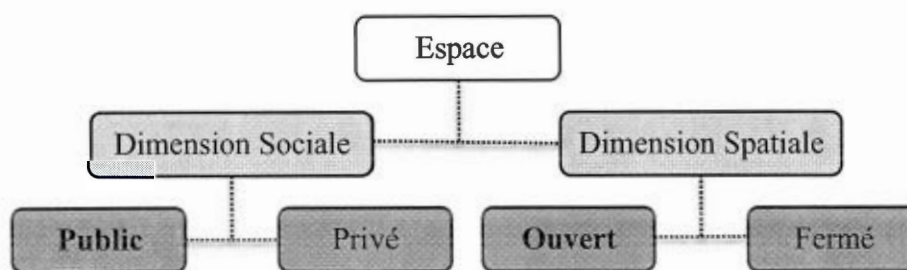 Espace
Dimension Sociale
Dimension Spatiale
Public
Privé
Ouvert
Fermé